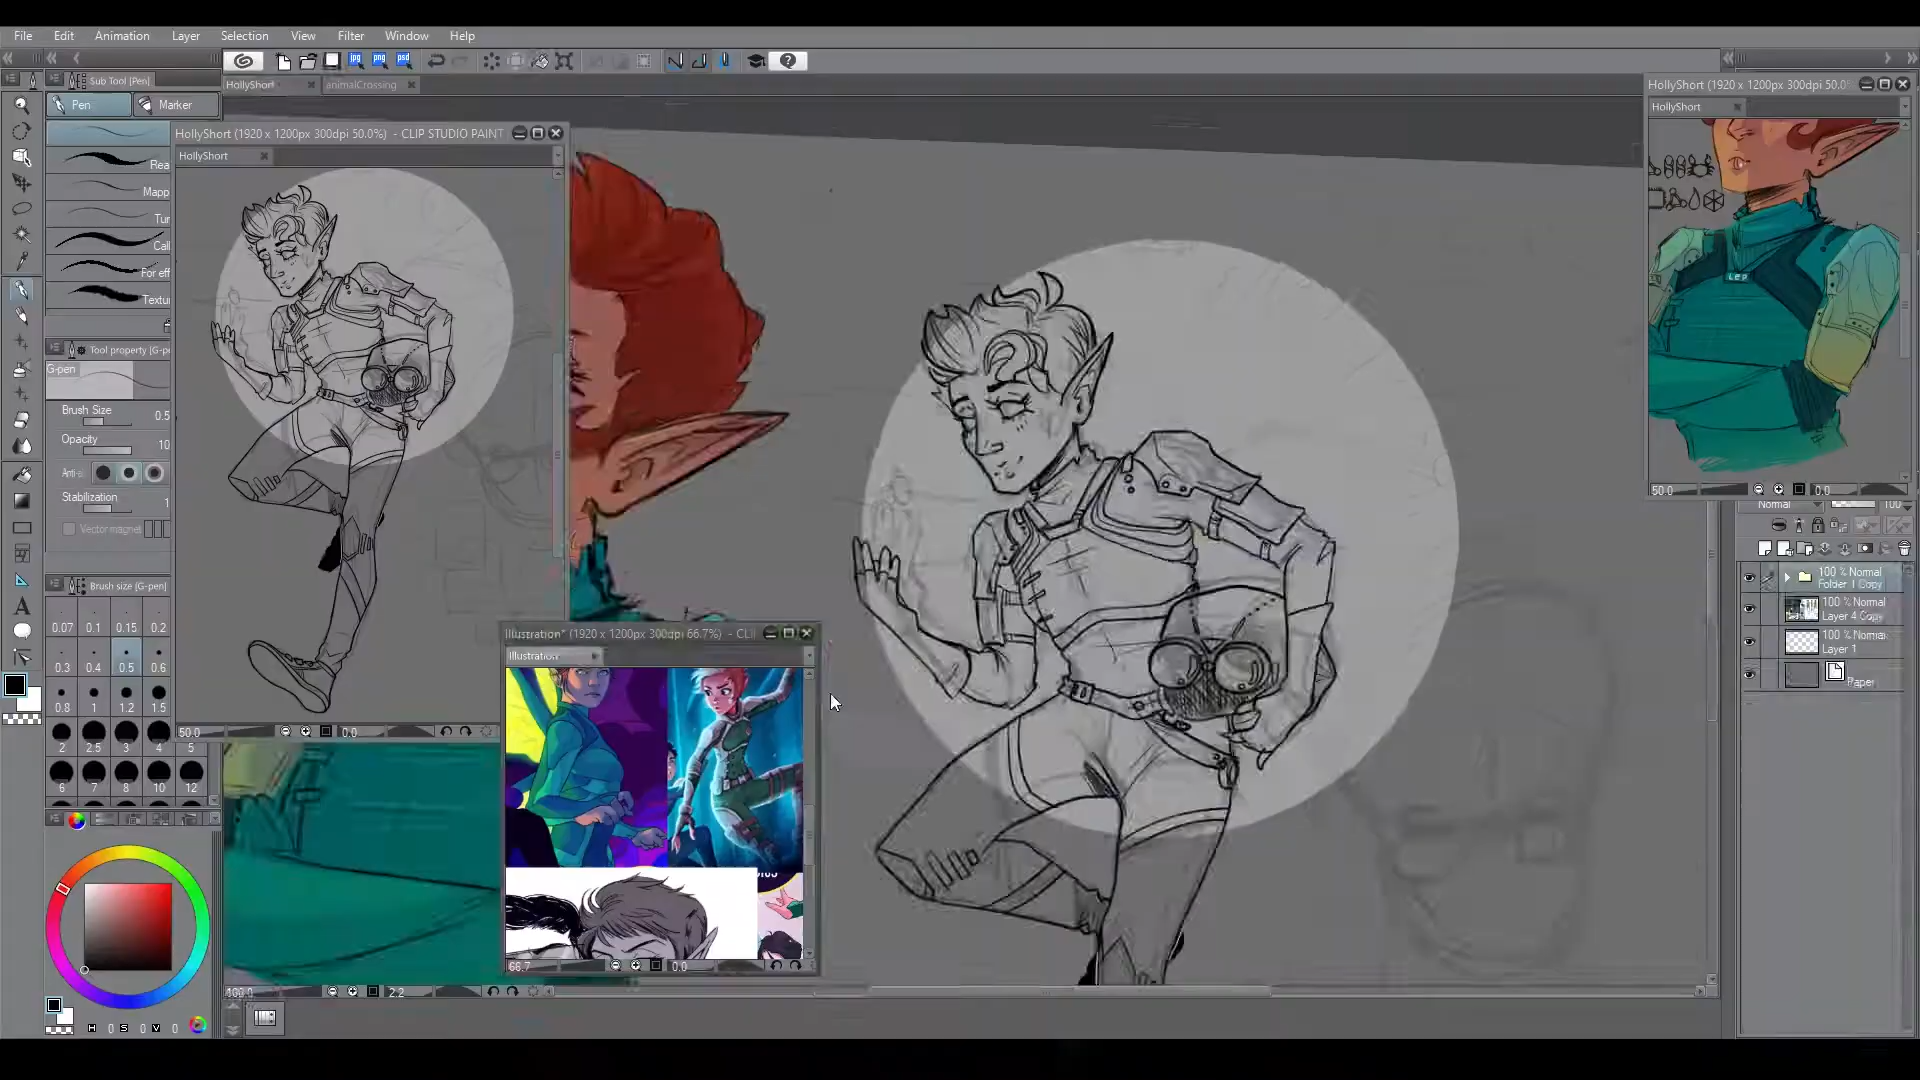 File Edit Animation Layer Selection View Filter Window Help
Sub Tool [Pen]
HollyShort
animalCrossing
HollyShort (1920 x 1200px 300dpi 50.0%
HollyShort
Pen
Marker
HollyShort (1920 x 1200px 300dpi 50.0%) - CLIP STUDIO PAINT
HollyShort
Rea
Mapp
Tur
Call
For eff
Textu
LEP
Tool property [G-p
G-pen
Brush Size 0.5
Opacity 10
Stabilization 1
Vector magnet
50.0 0.0
Normal 100
100 % Normal
Folder 1 Copy
100 % Normal
Layer 4 Copy
100 % Normal
Layer 1
Paper
Brush size [G-pen]
0.07 0.1 0.15 0.2
0.3 0.4 0.5 0.6
0.8 1 1.2 1.5
2 2.5 3 4 5
6 7 8 10 12
50.0 0.0
Illustration* (1920 x 1200px 300dpi 66.7%) - CLI
Illustration
66.7 0.0
100.0 2.2
H 0 S 0 V 0